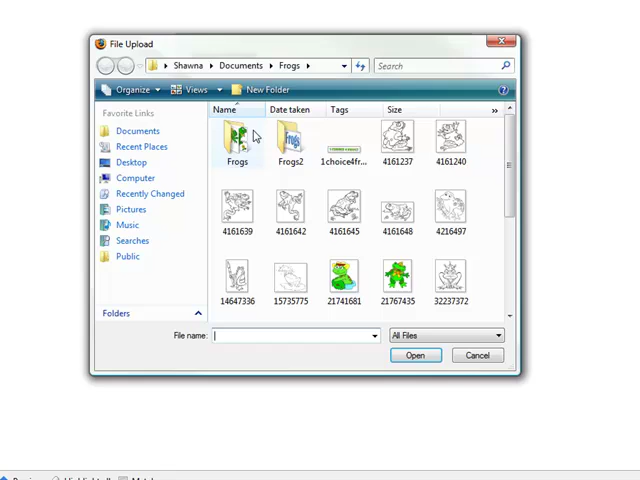 File Upload
Shawna Documents Frogs Search
Organize Views New Folder
Favorite Links
Documents
Recent Places
Desktop
Computer
Recently Changed
Pictures
Music
Searches
Public
Folders
Name Date taken Tags Size »
Frogs Frogs2 1choice4fr... 4161237 4161240
4161639 4161642 4161645 4161648 4216497
14647336 15735775 21741681 21767435 32237372
File name: All Files
Open Cancel